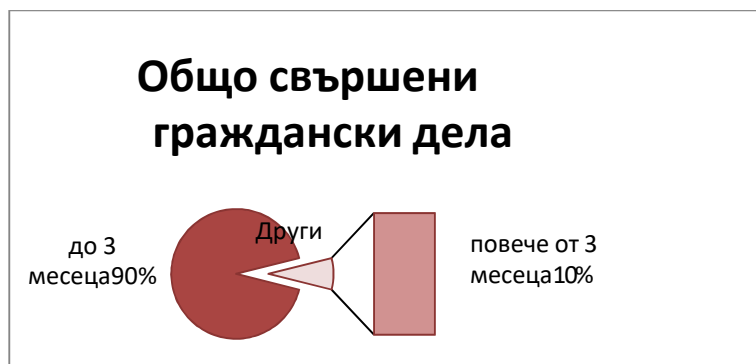 Общо свършени
граждански дела
Други
до 3
месеца90%
повече от 3
месеца10%